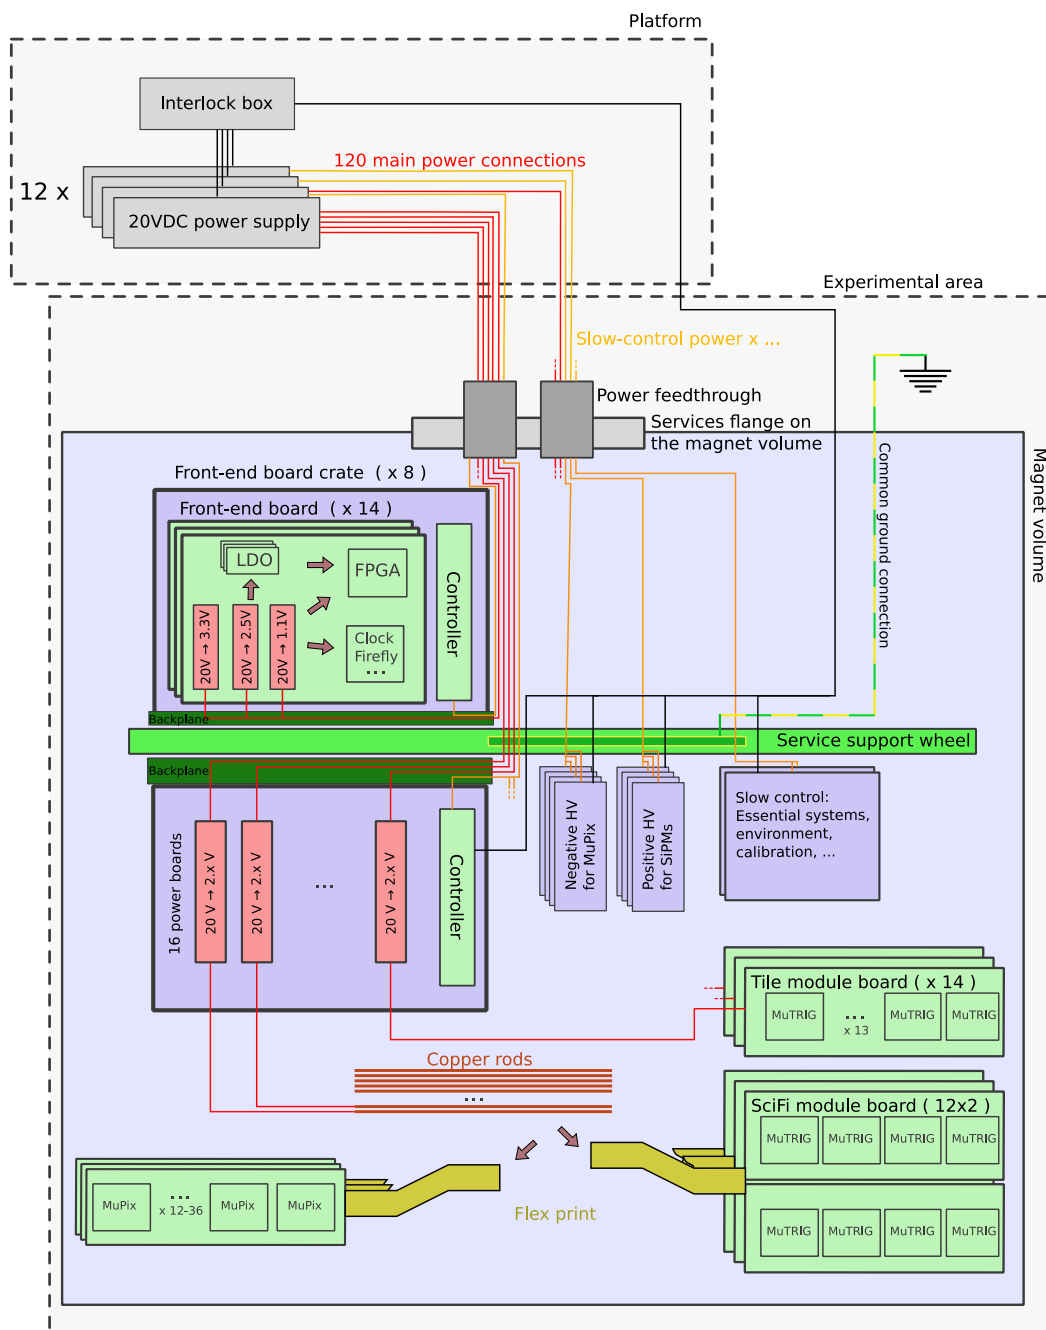 Platform
Interlock box
120 main power connections
12 x
20VDC power supply
Experimental area
Slow-control power x ...
Power feedthrough
Services flange on
the magnet volume
Magnet volume
Common ground connection
Front-end board crate ( x 8 )
Front-end board ( x 14 )
LDO
FPGA
20V → 3.3V
20V → 2.5V
20V → 1.1V
Clock
Firefly
...
Controller
Backplane
Service support wheel
Backplane
16 power boards
20 V → 2.x V
20 V → 2.x V
...
20 V → 2.x V
Controller
Negative HV
for MuPix
Positive HV
for SiPMs
Slow control:
Essential systems,
environment,
calibration, ...
Tile module board ( x 14 )
MuTRIG
...
x 13
MuTRIG
MuTRIG
Copper rods
...
SciFi module board ( 12x2 )
MuTRIG
MuTRIG
MuTRIG
MuTRIG
MuPix
...
x 12-36
MuPix
MuPix
Flex print
MuTRIG
MuTRIG
MuTRIG
MuTRIG